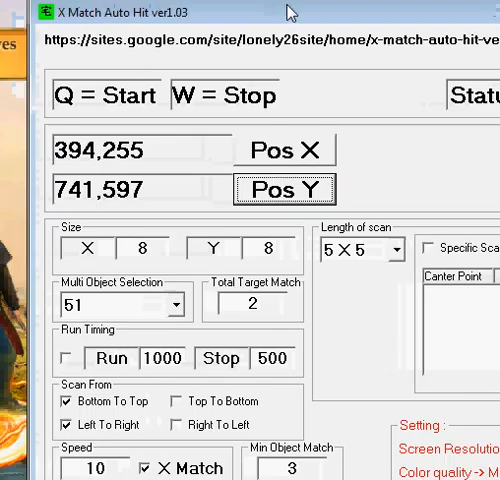 宅 X Match Auto Hit ver1.03
ves
https://sites.google.com/site/lonely26site/home/x-match-auto-hit-ve
Q = Start W = Stop Statu
394,255 Pos X
741,597 Pos Y
Size
X 8 Y 8
Length of scan
5 X 5
Specific Sca
Canter Point
Multi Object Selection
51
Total Target Match
2
Run Timing
Run 1000 Stop 500
Scan From
Bottom To Top Top To Bottom
Left To Right Right To Left
Speed
10 X Match
Min Object Match
3
Setting :
Screen Resolutio
Color quality -> M